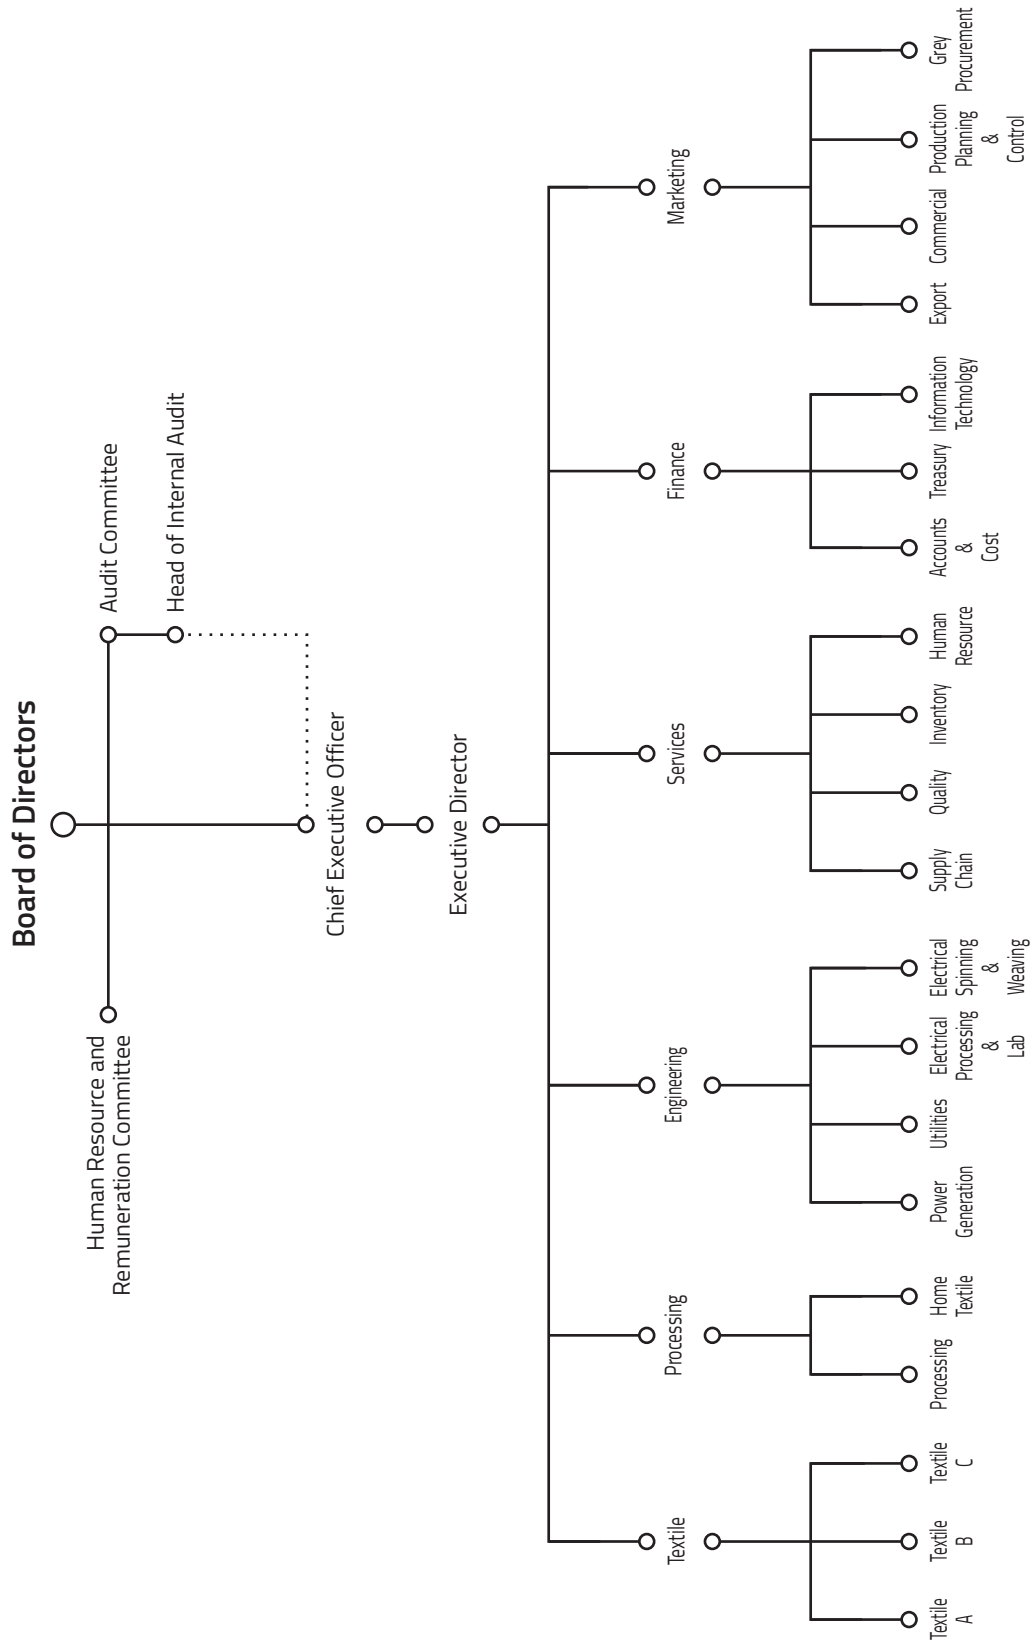 Board of Directors
Human Resource and
Remuneration Committee
Audit Committee
Head of Internal Audit
Chief Executive Officer
Executive Director
Textile
Processing
Engineering
Services
Finance
Marketing
Textile
A
Textile
B
Textile
C
Processing
Home
Textile
Power
Generation
Utilities
Electrical
Processing
&
Lab
Electrical
Spinning
&
Weaving
Supply
Chain
Quality
Inventory
Human
Resource
Accounts
&
Cost
Treasury
Information
Technology
Export
Commercial
Production
Planning
&
Control
Grey
Procurement